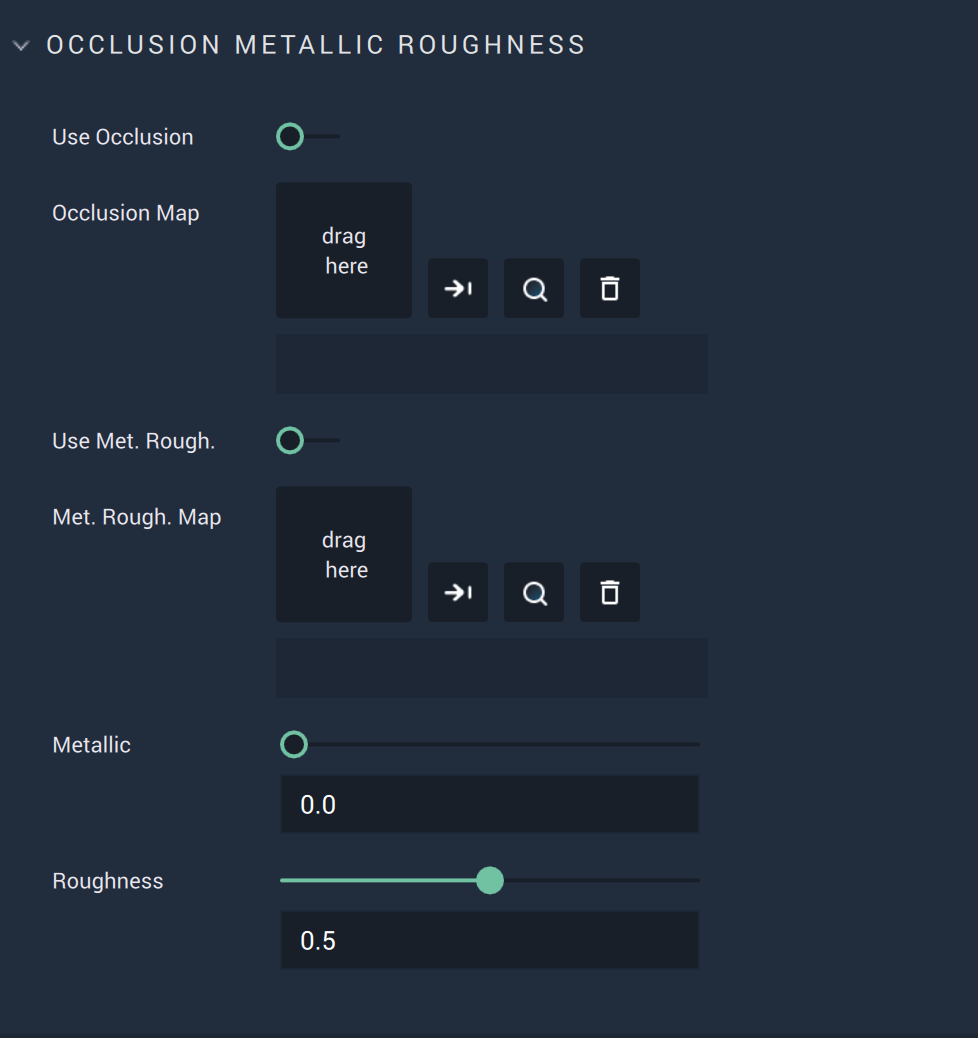 OCCLUSION METALLIC ROUGHNESS
Use Occlusion
Occlusion Map
drag
here
Use Met. Rough.
Met. Rough. Map
drag
here
Metallic
0.0
Roughness
0.5